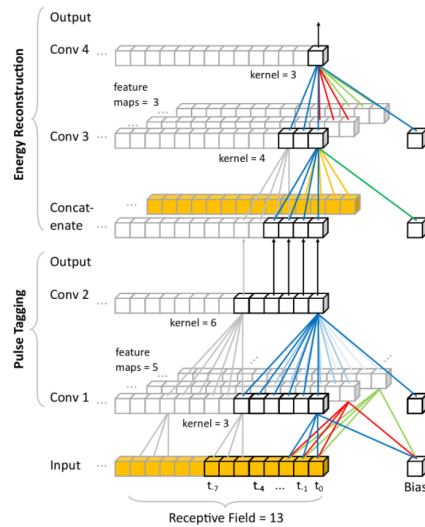 Output
Conv 4
...
kernel = 3
feature
maps = 3
...
...
Conv 3
...
kernel = 4
Energy Reconstruction
Concat-
enate
...
...
Output
Conv 2
...
kernel = 6
Pulse Tagging
feature
maps = 5
...
...
...
Conv 1
...
kernel = 3
Input
...
t-7 t-4 ... t-1 t0
Bias
Receptive Field = 13